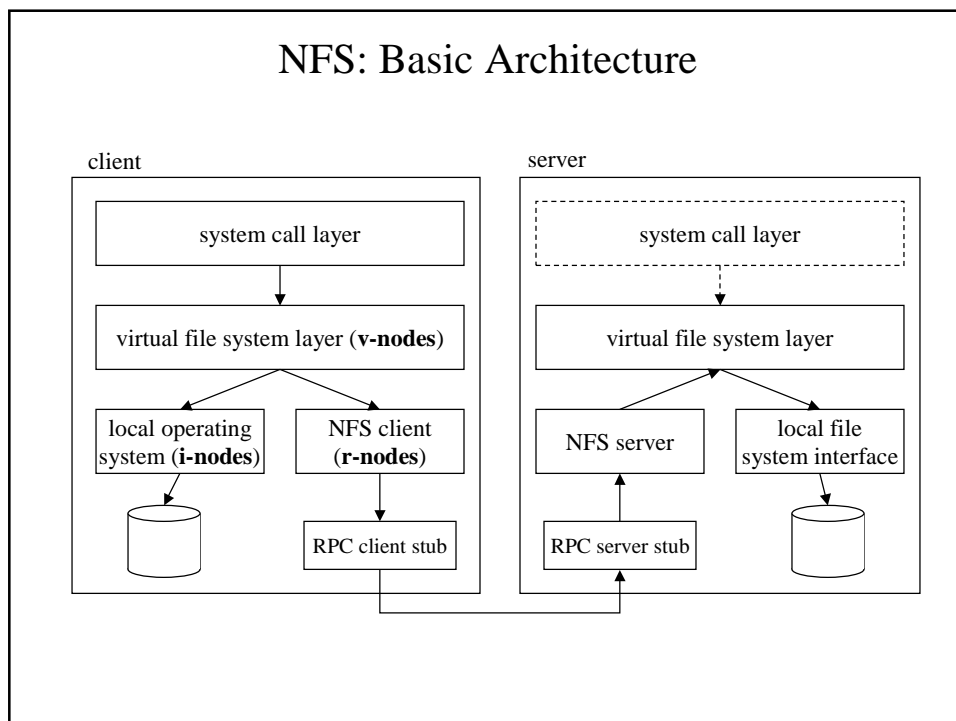 NFS: Basic Architecture
client
system call layer
virtual file system layer (v-nodes)
local operating
system (i-nodes)
NFS client
(r-nodes)
RPC client stub
server
system call layer
virtual file system layer
NFS server
local file
system interface
RPC server stub